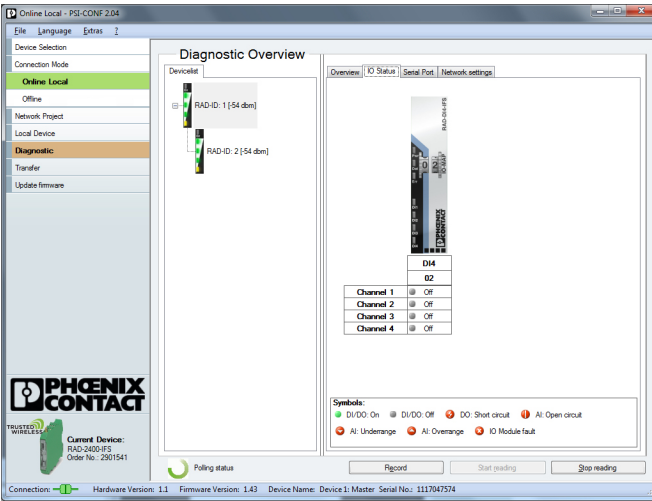 Online Local - PSI-CONF 2.04
File Language Extras ?
Device Selection
Connection Mode
Online Local
Offline
Network Project
Local Device
Diagnostic
Transfer
Update firmware
PHOENIX
CONTACT
TRUSTED
WIRELESS
Current Device:
RAD-2400-IFS
Order No.: 2901541
Diagnostic Overview
Devicelist
RAD-ID: 1 [-54 dbm]
RAD-ID: 2 [-54 dbm]
Overview IO Status Serial Port Network settings
RAD-DI4-IFS
IO-MAP
0 2
PHOENIX
CONTACT
DI4
02
Channel 1 Off
Channel 2 Off
Channel 3 Off
Channel 4 Off
Symbols:
DI/DO: On DI/DO: Off DO: Short circuit AI: Open circuit
AI: Underrange AI: Overrange IO Module fault
Polling status
Record Start reading Stop reading
Connection: Hardware Version: 1.1 Firmware Version: 1.43 Device Name: Device 1: Master Serial No.: 1117047574